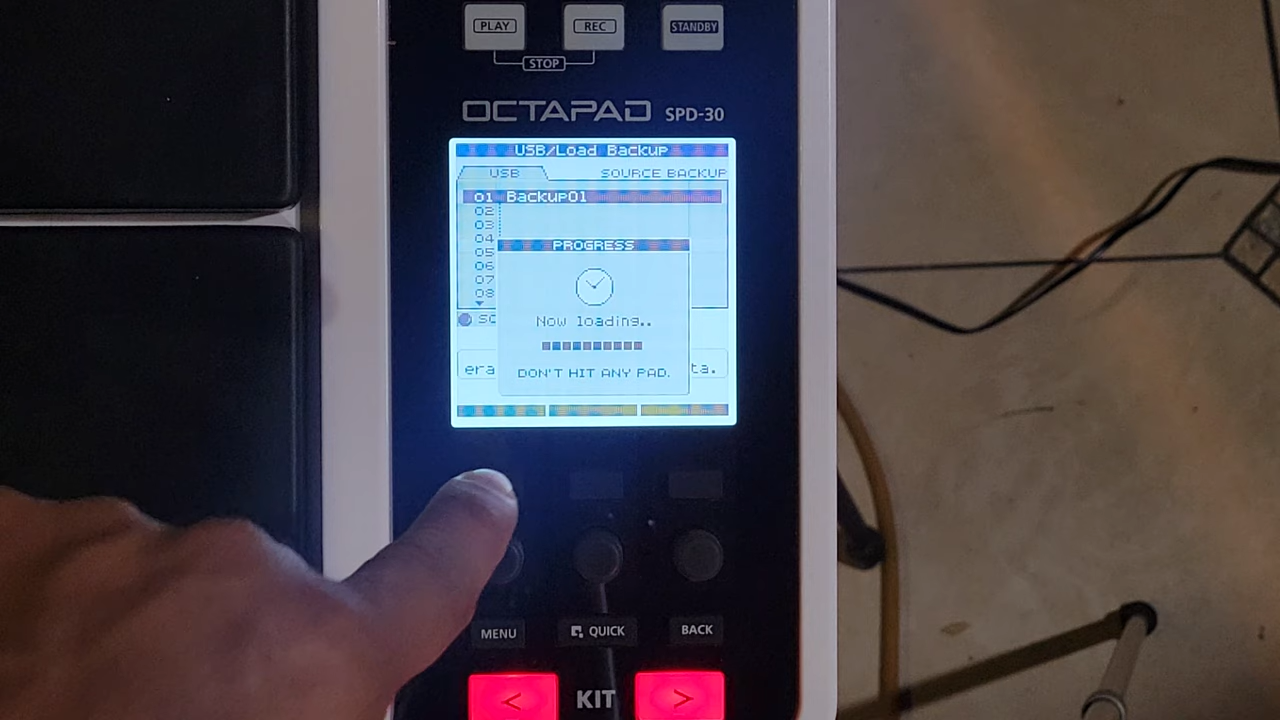 PLAY REC STANDBY
STOP
OCTAPAD SPD-30
USB/Load Backup
USB SOURCE BACKUP
01 Backup01
02
03
04
PROGRESS
05
06
07
08
Now loading..
SO
era ta.
DON'T HIT ANY PAD.
MENU QUICK BACK
< KIT >